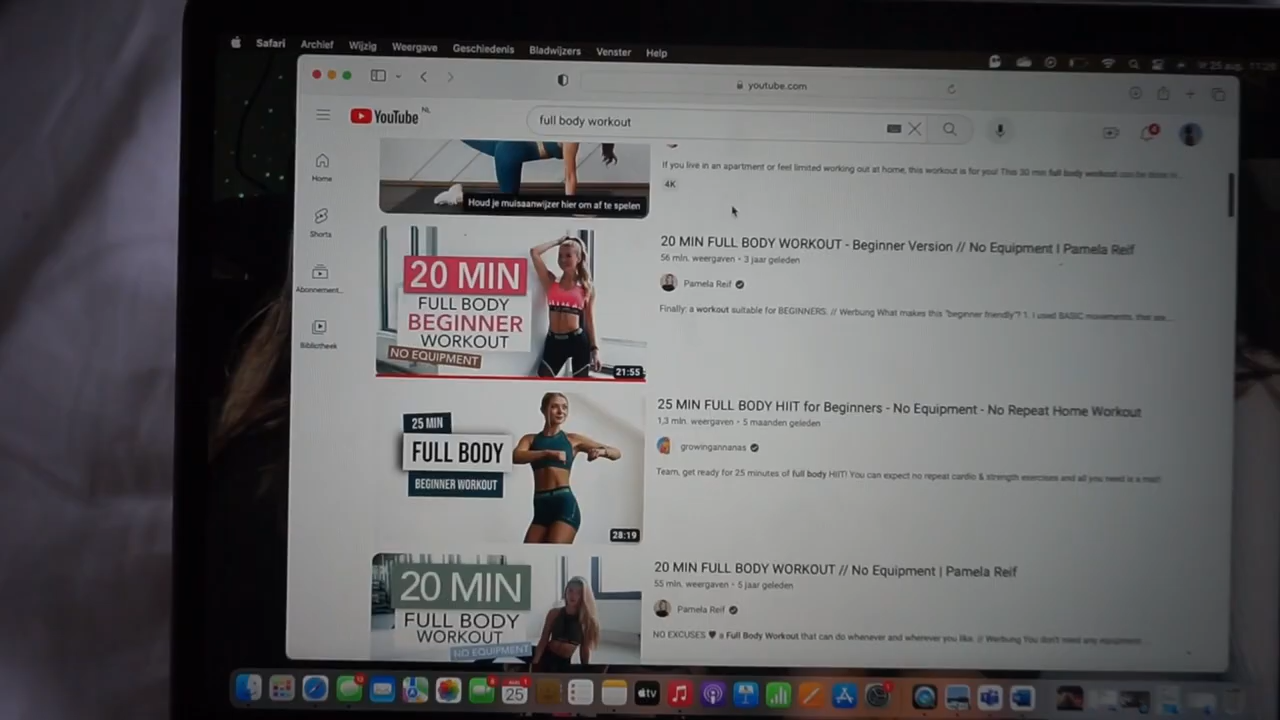 Safari Archief Wijzig Weergave Geschiedenis Bladwijzers Venster Help
youtube.com
YouTube NL
full body workout
4
Home
Shorts
Abonnement...
Bibliotheek
Houd je muisaanwijzer hier om af te spelen
If you live in an apartment or feel limited working out at home, this workout is for you! This 30 min full body workout can be done in...
4K
20 MIN
FULL BODY
BEGINNER
WORKOUT
NO EQUIPMENT
21:55
20 MIN FULL BODY WORKOUT - Beginner Version // No Equipment I Pamela Reif
56 mln. weergaven • 3 jaar geleden
Pamela Reif
Finally: a workout suitable for BEGINNERS. // Werbung What makes this "beginner friendly"? 1. I used BASIC movements, that
25 MIN
FULL BODY
BEGINNER WORKOUT
28:19
25 MIN FULL BODY HIIT for Beginners - No Equipment - No Repeat Home Workout
1,3 mln. weergaven • 5 maanden geleden
growingannanas
Team, get ready for 25 minutes of full body HIIT! You can expect no repeat cardio & strength exercises and all you need is a mat!
20 MIN
FULL BODY
WORKOUT
NO EQUIPMENT
20 MIN FULL BODY WORKOUT // No Equipment | Pamela Reif
55 mln. weergaven • 5 jaar geleden
Pamela Reif
NO EXCUSES ♥ a Full Body Workout that can do whenever and wherever you like. // Werbung You don't need any equipment
25
tv